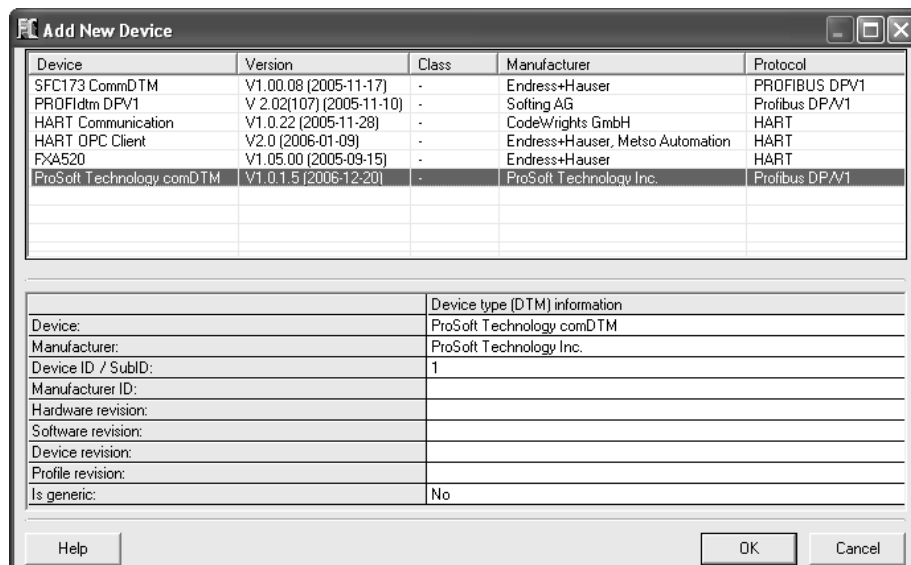 Add New Device
Device Version Class Manufacturer Protocol
SFC173 CommDTM V1.00.08 (2005-11-17) - Endress+Hauser PROFIBUS DPV1
PROFIdtm DPV1 V 2.02(107) (2005-11-10) - Softing AG Profibus DP/V1
HART Communication V1.0.22 (2005-11-28) - CodeWrights GmbH HART
HART OPC Client V2.0 (2006-01-09) - Endress+Hauser, Metso Automation HART
FXA520 V1.05.00 (2005-09-15) - Endress+Hauser HART
ProSoft Technology comDTM V1.0.1.5 (2006-12-20) - ProSoft Technology Inc. Profibus DP/V1
Device type (DTM) information
Device: ProSoft Technology comDTM
Manufacturer: ProSoft Technology Inc.
Device ID / SubID: 1
Manufacturer ID:
Hardware revision:
Software revision:
Device revision:
Profile revision:
Is generic: No
Help OK Cancel